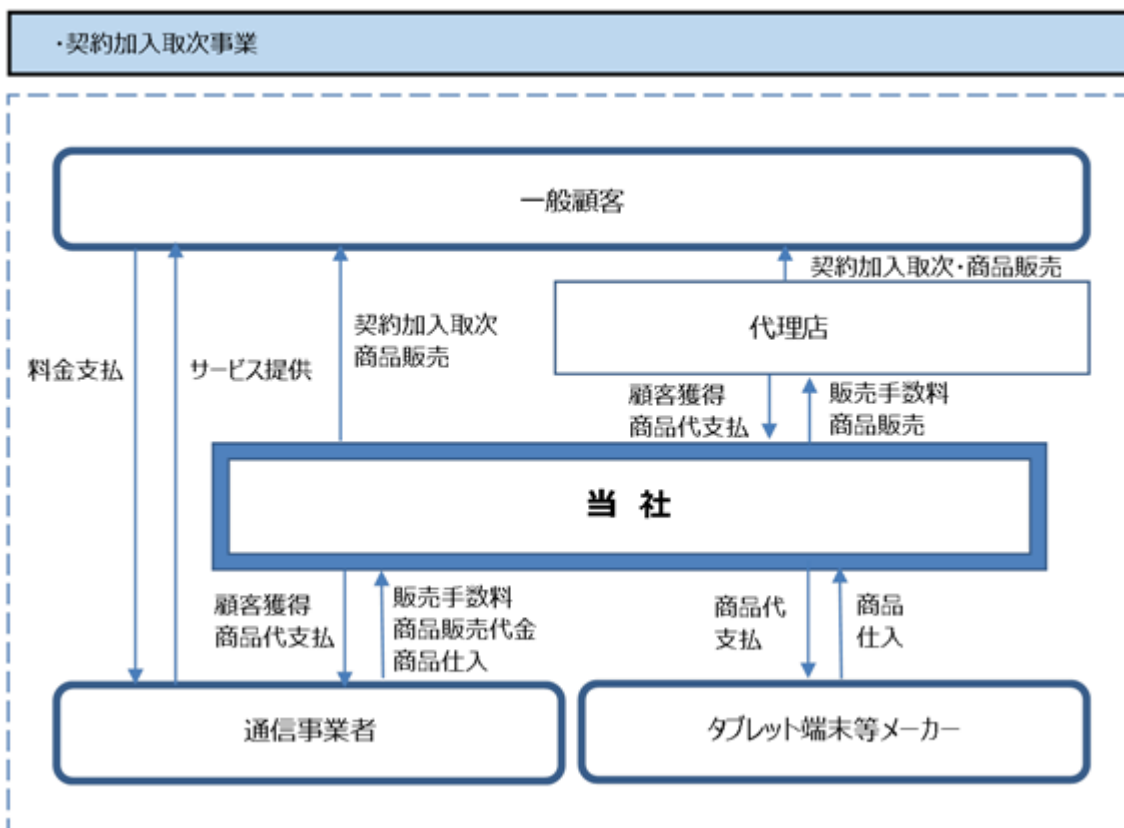 ・契約加入取次事業
一般顧客
契約加入取次・商品販売
代理店
契約加入取次
商品販売
料金支払
サービス提供
顧客獲得
商品代支払
販売手数料
商品販売
当 社
顧客獲得
商品代支払
販売手数料
商品販売代金
商品仕入
商品代
支払
商品
仕入
通信事業者
タブレット端末等メーカー